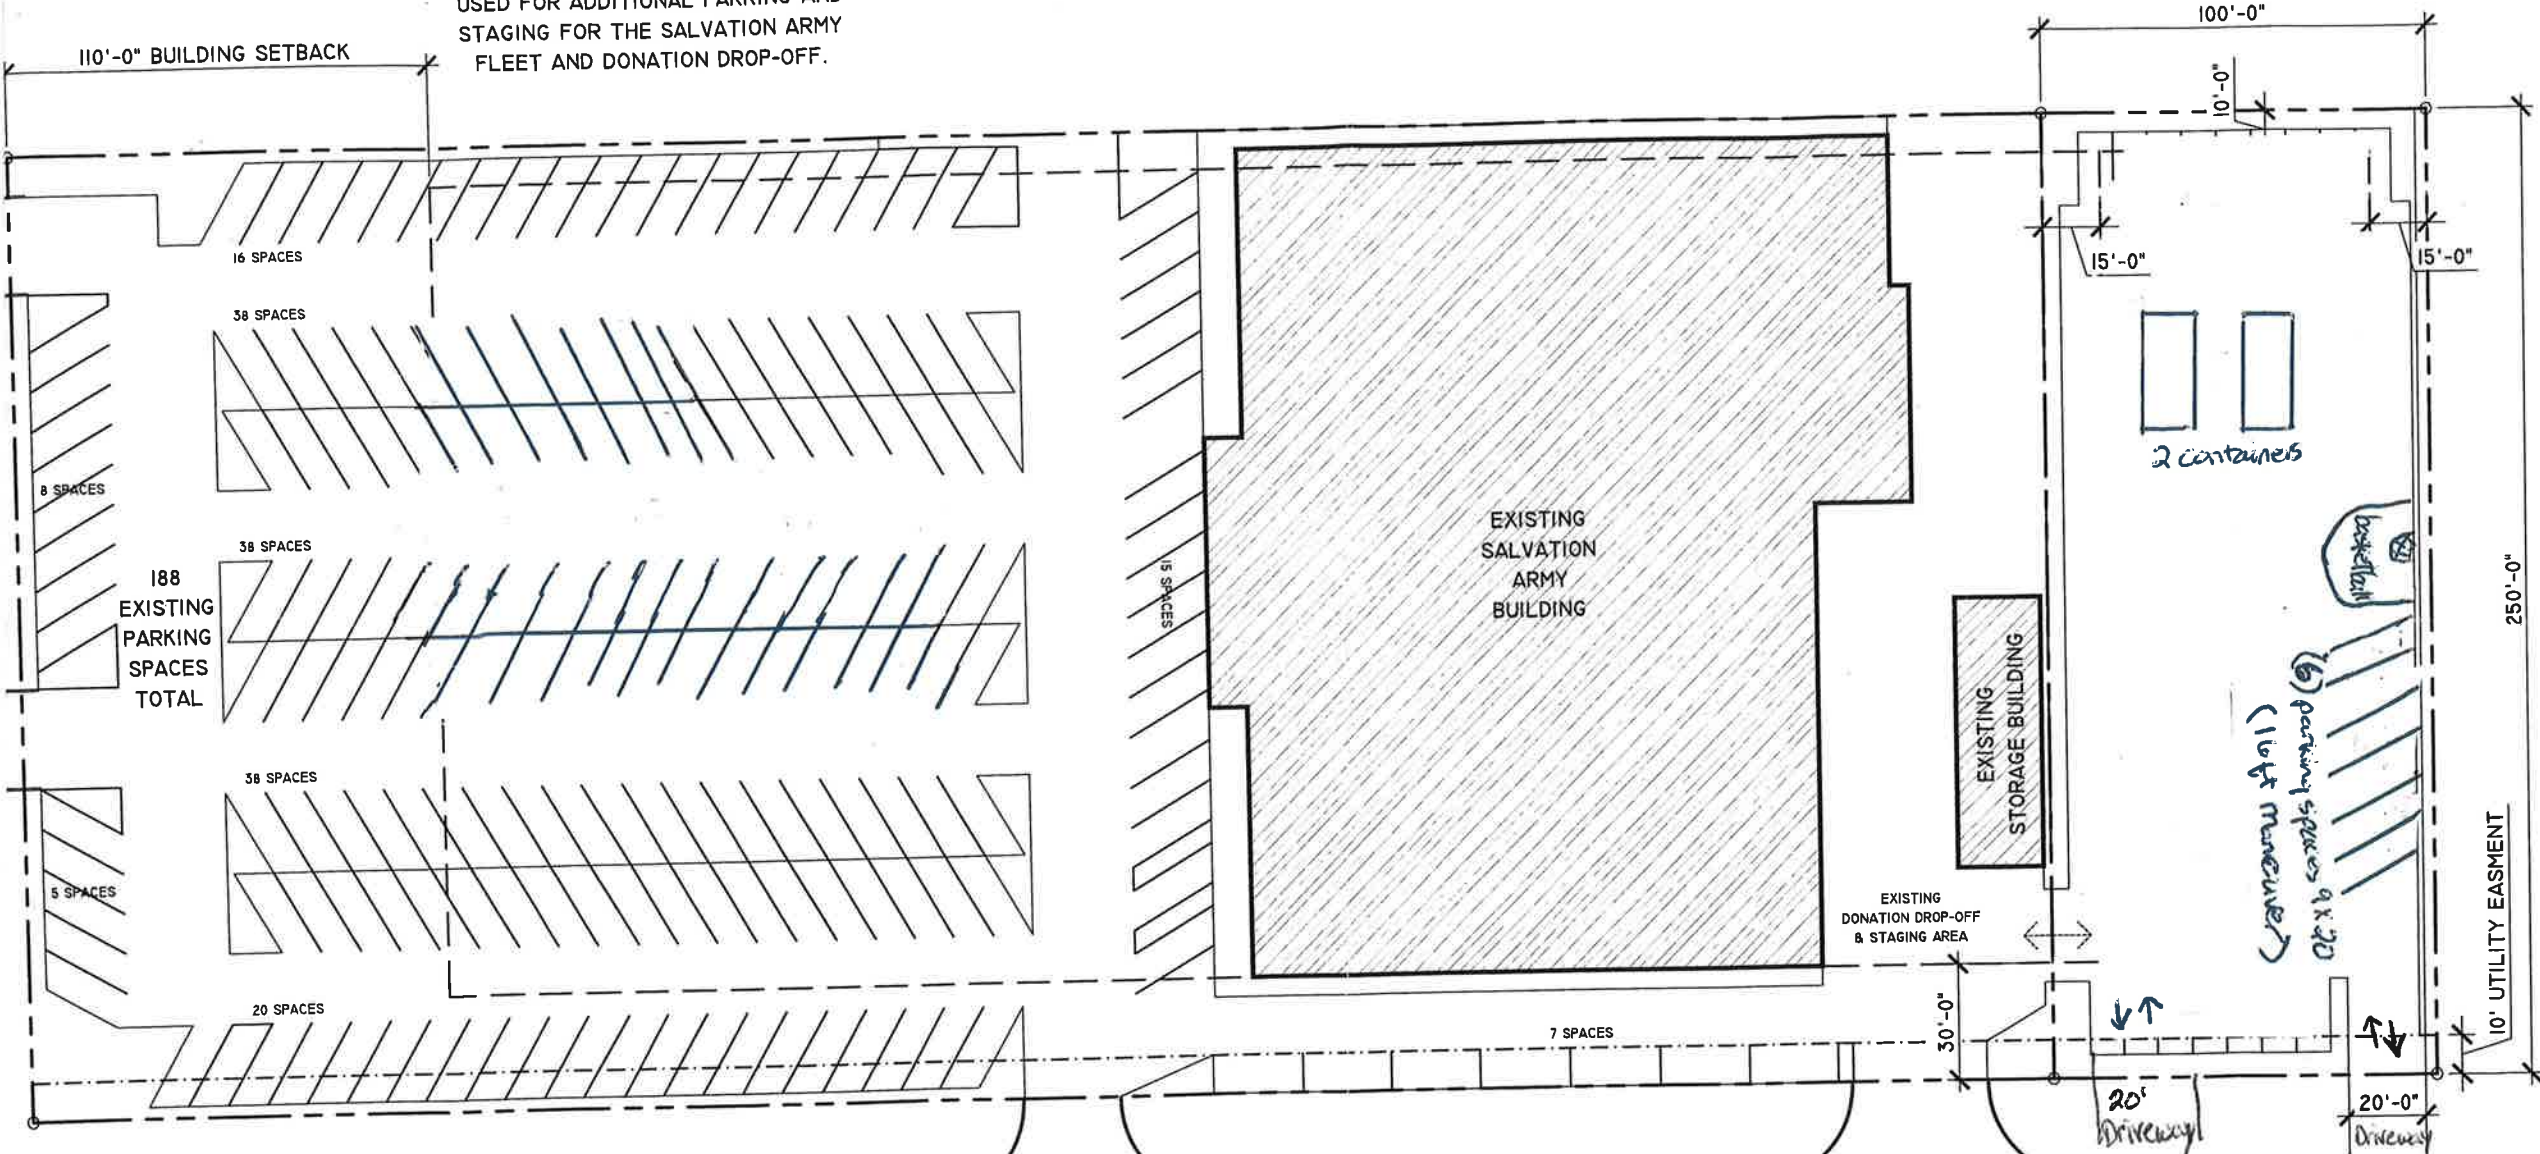 USED FOR ADDITIONAL PARKING AND
STAGING FOR THE SALVATION ARMY
FLEET AND DONATION DROP-OFF.
110'-0" BUILDING SETBACK
100'-0"
10'-0"
15'-0"
15'-0"
16 SPACES
38 SPACES
2 containers
8 SPACES
EXISTING
SALVATION
ARMY
BUILDING
basketball
38 SPACES
188
EXISTING
PARKING
SPACES
TOTAL
15 SPACES
250'-0"
EXISTING
STORAGE BUILDING
(6) parking spaces 9x20
(16ft maneuver)
38 SPACES
5 SPACES
EXISTING
DONATION DROP-OFF
& STAGING AREA
10' UTILITY EASMENT
20 SPACES
7 SPACES
30'-0"
20'
Driveway
20'-0"
Driveway